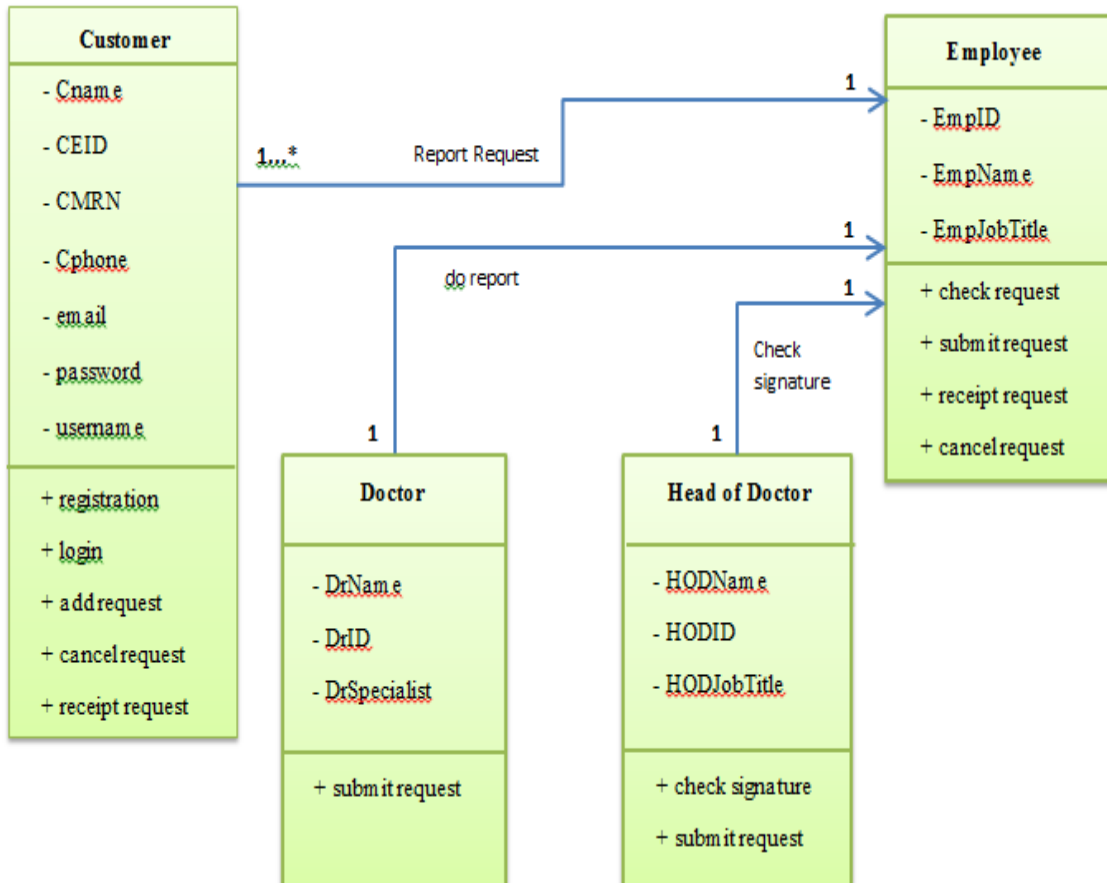 Customer
- Cname
- CEID
- CMRN
- Cphone
- email
- password
- username
+ registration
+ login
+ add request
+ cancel request
+ receipt request
1...*
Report Request
1
Employee
- EmpID
- EmpName
- EmpJobTitle
+ check request
+ submit request
+ receipt request
+ cancel request
1
do report
1
1
Check
signature
1
Doctor
- DrName
- DrID
- DrSpecialist
+ submit request
Head of Doctor
- HODName
- HODID
- HODJobTitle
+ check signature
+ submit request